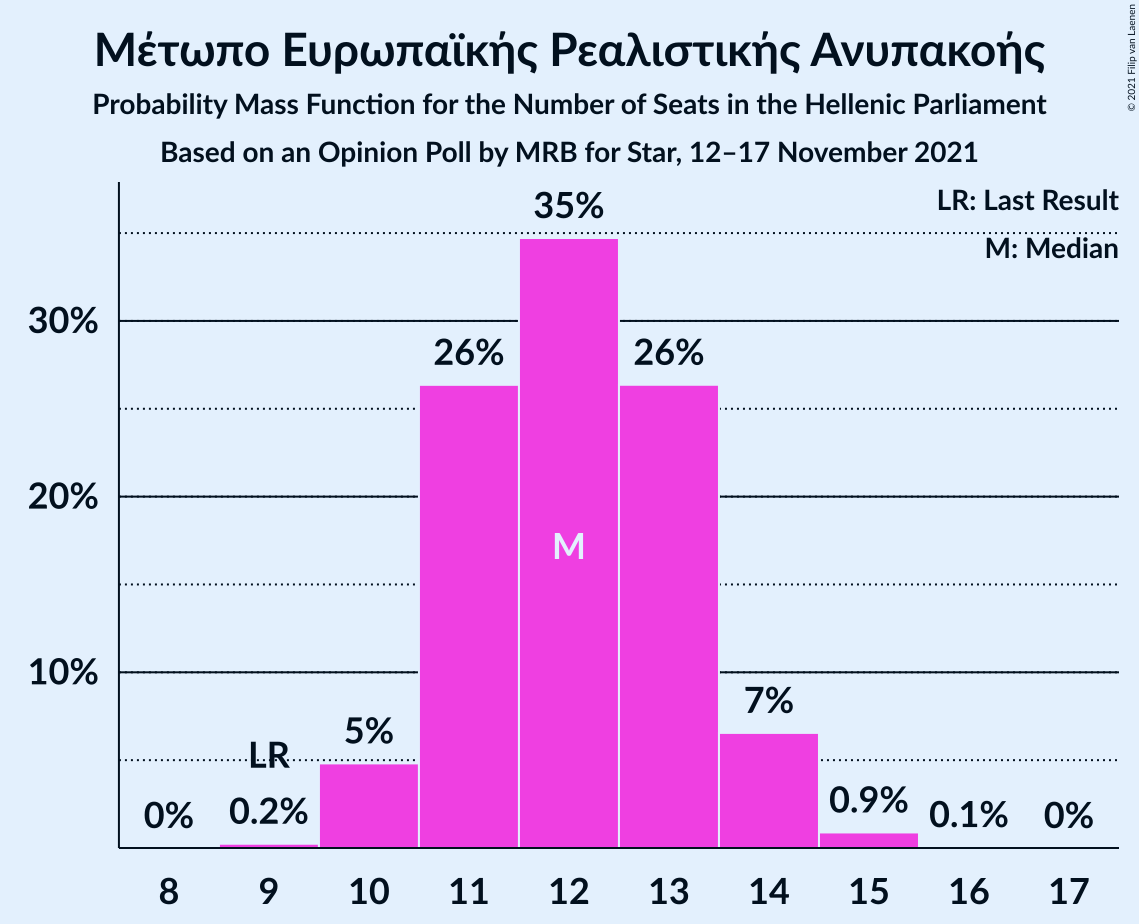 Μέτωπο Ευρωπαϊκής Ρεαλιστικής Ανυπακοής
Probability Mass Function for the Number of Seats in the Hellenic Parliament
Based on an Opinion Poll by MRB for Star, 12–17 November 2021
© 2021 Filip van Laenen
LR: Last Result
M: Median
35%
30%
26% 26%
20%
M
10%
7%
5%
LR
0% 0.2% 0.9% 0.1% 0%
8 9 10 11 12 13 14 15 16 17